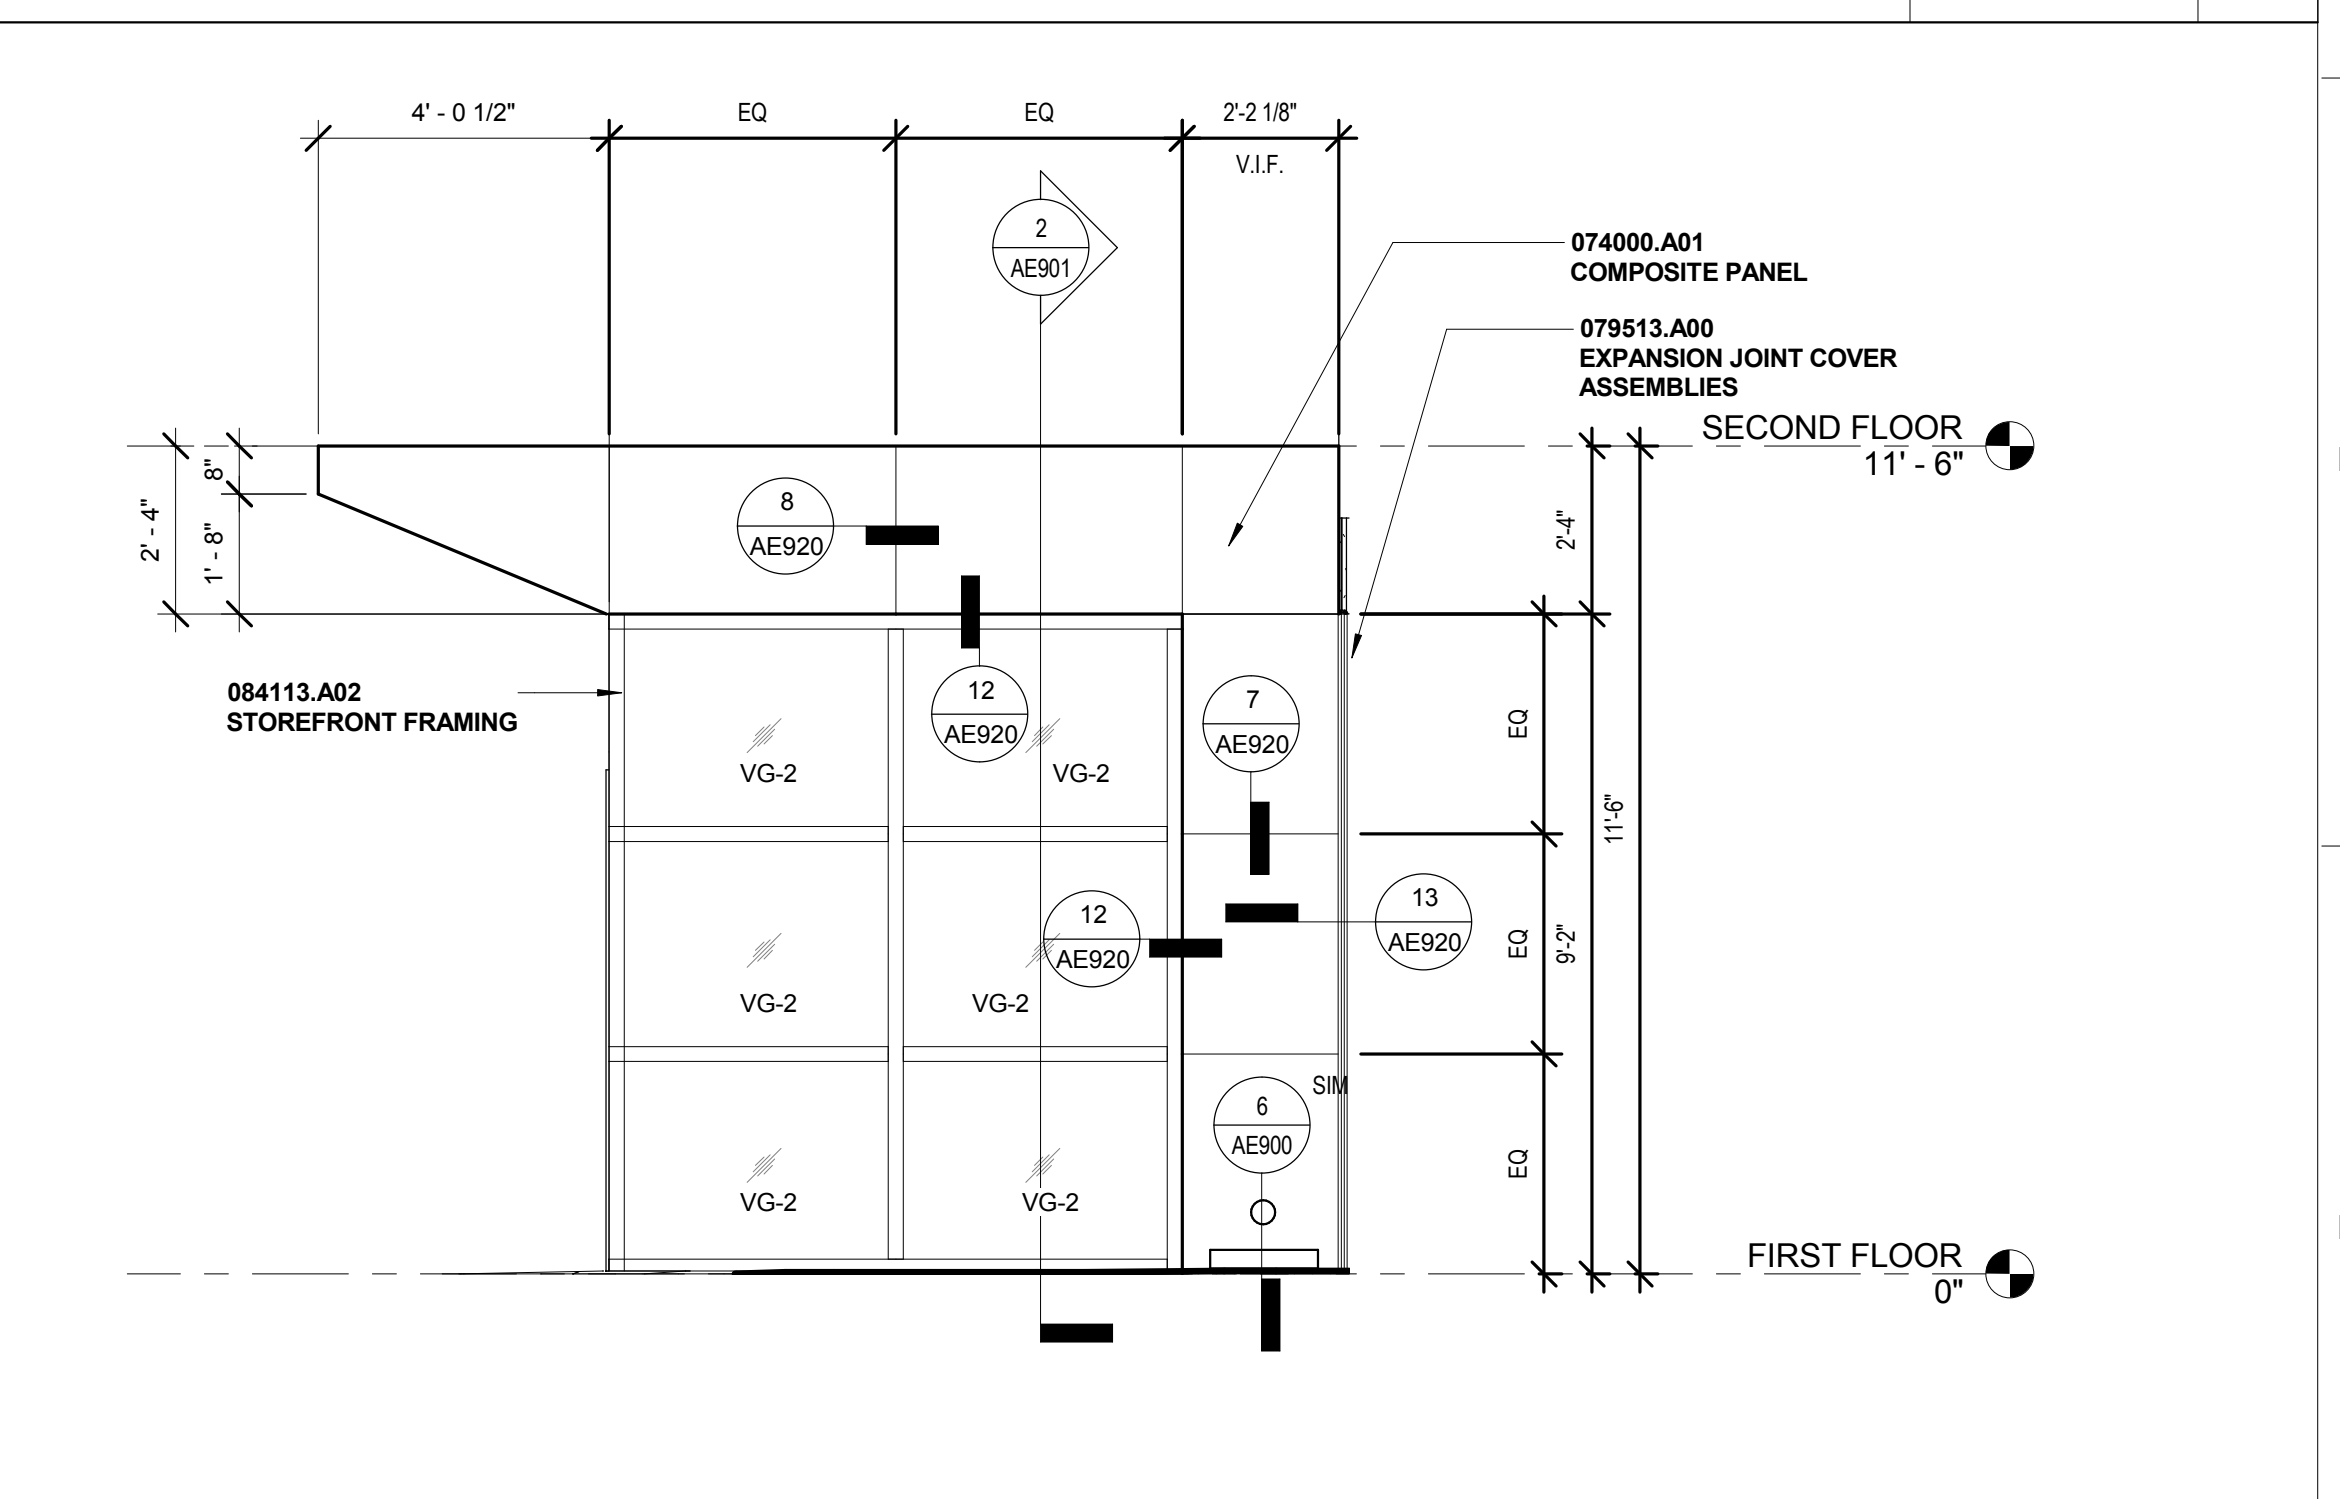 4' - 0 1/2"
EQ
EQ
2'-2 1/8"
V.I.F.
2
AE901
074000.A01
COMPOSITE PANEL
079513.A00
EXPANSION JOINT COVER
ASSEMBLIES
SECOND FLOOR
11' - 6"
8"
2' - 4"
1' - 8"
8
AE920
2'-4"
084113.A02
STOREFRONT FRAMING
12
AE920
7
AE920
EQ
VG-2
VG-2
11'-6"
12
AE920
13
AE920
EQ
9'-2"
VG-2
VG-2
SIM
6
AE900
EQ
VG-2
VG-2
FIRST FLOOR
0"